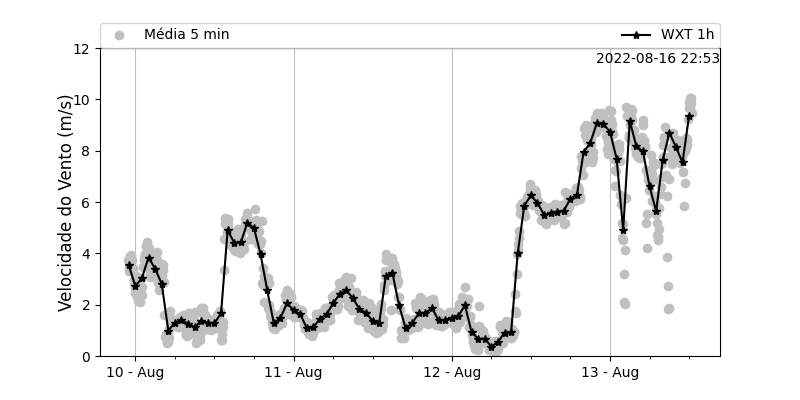 Média 5 min
WXT 1h
2022-08-16 22:53
Velocidade do Vento (m/s)
12
10
8
6
4
2
0
10 - Aug
11 - Aug
12 - Aug
13 - Aug